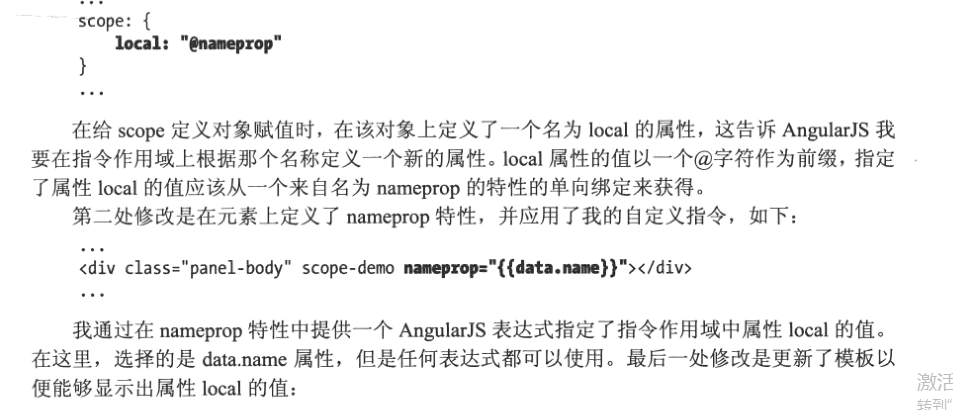 ...
scope: {
local: "@nameprop"
}
...
在给 scope 定义对象赋值时，在该对象上定义了一个名为 local 的属性，这告诉 AngularJS 我
要在指令作用域上根据那个名称定义一个新的属性。local 属性的值以一个@字符作为前缀，指定
了属性 local 的值应该从一个来自名为 nameprop 的特性的单向绑定来获得。
第二处修改是在元素上定义了 nameprop 特性，并应用了我的自定义指令，如下：
...
<div class="panel-body" scope-demo nameprop="{{data.name}}"></div>
...
我通过在 nameprop 特性中提供一个 AngularJS 表达式指定了指令作用域中属性 local 的值。
在这里，选择的是 data.name 属性，但是任何表达式都可以使用。最后一处修改是更新了模板以
便能够显示出属性 local 的值：
激活
转到"